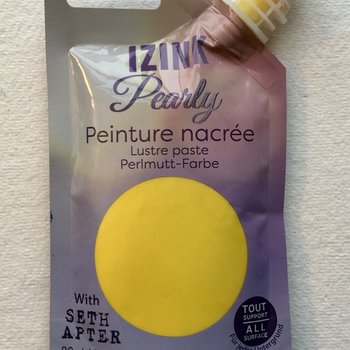 IZINK
Pearly
Peinture nacrée
Lustre paste
Perlmutt-Farbe
With
SETH
APTER
TOUT
SUPPORT
ALL
SURFACE